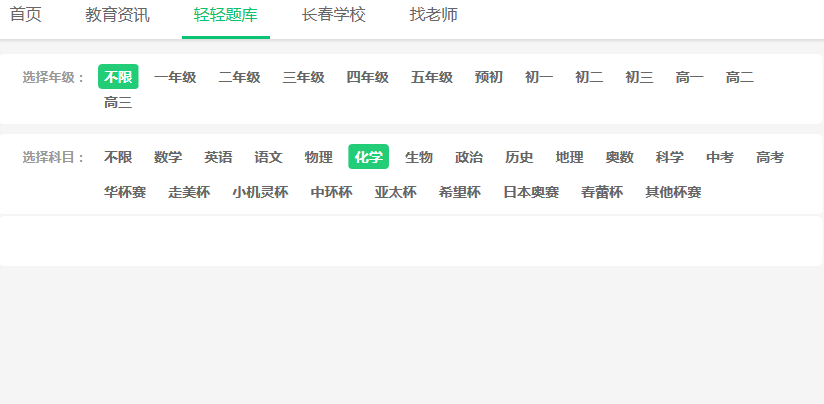 首页 教育资讯 轻轻题库 长春学校 找老师
选择年级： 不限 一年级 二年级 三年级 四年级 五年级 预初 初一 初二 初三 高一 高二
高三
选择科目： 不限 数学 英语 语文 物理 化学 生物 政治 历史 地理 奥数 科学 中考 高考
华杯赛 走美杯 小机灵杯 中环杯 亚太杯 希望杯 日本奥赛 春蕾杯 其他杯赛